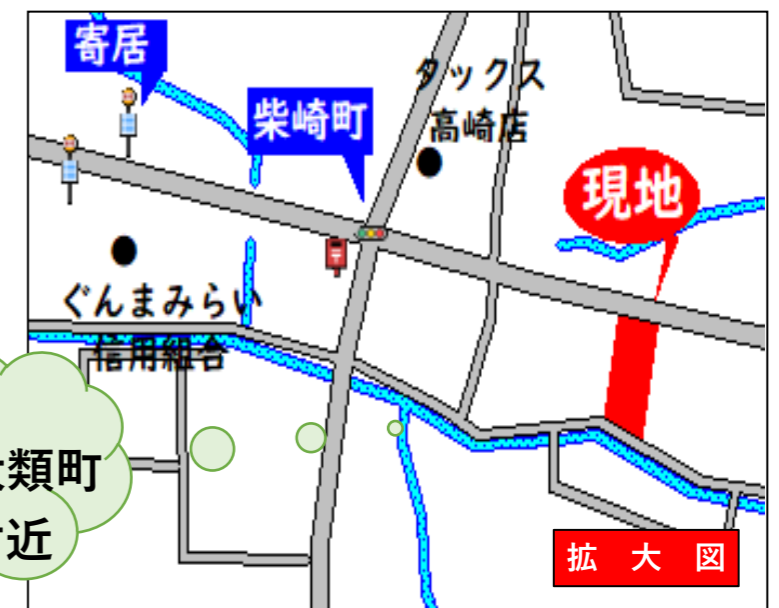 寄居
柴崎町
タックス
高崎店
現地
〒
ぐんまみらい
信用組合
類町
近
拡大図